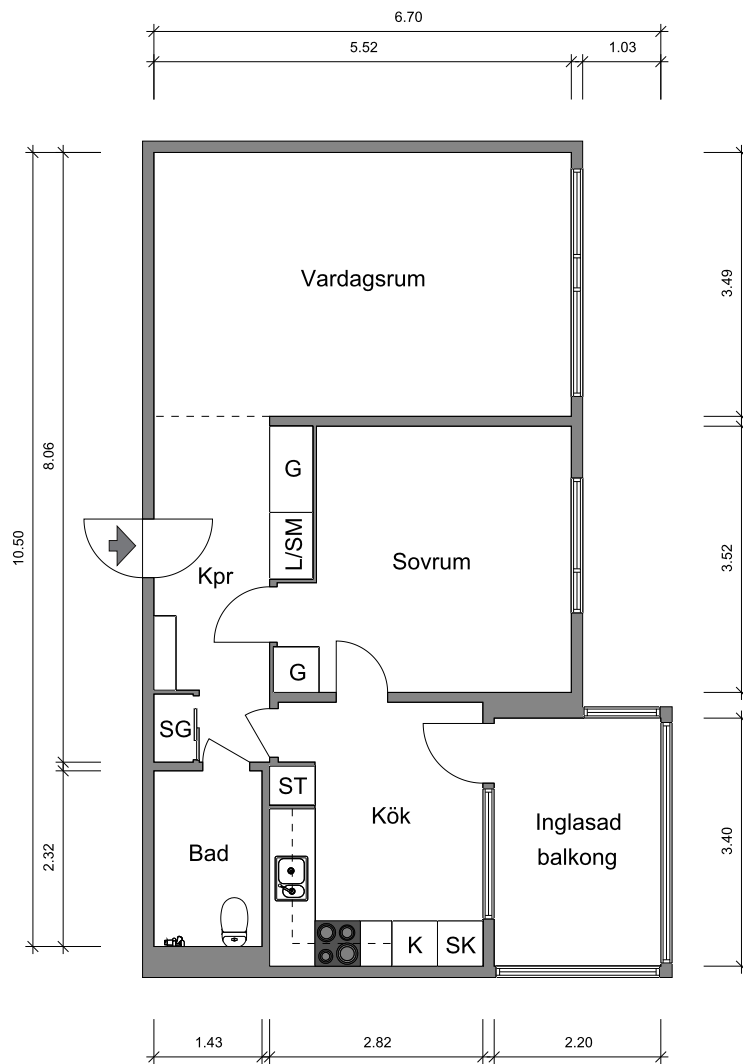 6.70
5.52
1.03
Vardagsrum
3.49
8.06
10.50
G
L/SM
Kpr
Sovrum
3.52
G
SG
ST
Kök
Inglasad
balkong
Bad
2.32
3.40
K
SK
1.43
2.82
2.20